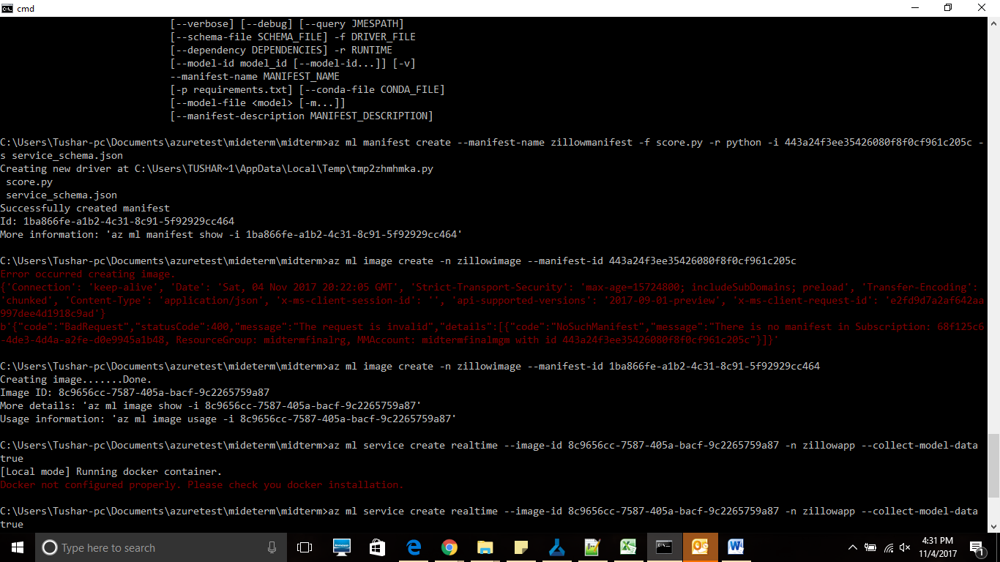 cmd
[--verbose] [--debug] [--query JMESPATH]
[--schema-file SCHEMA_FILE] -f DRIVER_FILE
[--dependency DEPENDENCIES] -r RUNTIME
[--model-id model_id [--model-id...]] [-v]
--manifest-name MANIFEST_NAME
[-p requirements.txt] [--conda-file CONDA_FILE]
[--model-file <model> [-m...]]
[--manifest-description MANIFEST_DESCRIPTION]
C:\Users\Tushar-pc\Documents\azuretest\mideterm\midterm>az ml manifest create --manifest-name zillowmanifest -f score.py -r python -i 443a24f3ee35426080f8f0cf961c205c -
s service_schema.json
Creating new driver at C:\Users\TUSHAR~1\AppData\Local\Temp\tmp2zhmhmka.py
score.py
service_schema.json
Successfully created manifest
Id: 1ba866fe-a1b2-4c31-8c91-5f92929cc464
More information: 'az ml manifest show -i 1ba866fe-a1b2-4c31-8c91-5f92929cc464'
C:\Users\Tushar-pc\Documents\azuretest\mideterm\midterm>az ml image create -n zillowimage --manifest-id 443a24f3ee35426080f8f0cf961c205c
Error occurred creating image.
{'Connection': 'keep-alive', 'Date': 'Sat, 04 Nov 2017 20:22:05 GMT', 'Strict-Transport-Security': 'max-age=15724800; includeSubDomains; preload', 'Transfer-Encoding':
'chunked', 'Content-Type': 'application/json', 'x-ms-client-session-id': '', 'api-supported-versions': '2017-09-01-preview', 'x-ms-client-request-id': 'e2fd9d7a2af642aa
997dee4d1918c9ad'}
b'{"code":"BadRequest","statusCode":400,"message":"The request is invalid","details":[{"code":"NoSuchManifest","message":"There is no manifest in Subscription: 68f125c6
-4de3-4d4a-a2fe-d0e9945a1b48, ResourceGroup: midtermfinalrg, MMAccount: midtermfinalmgm with id 443a24f3ee35426080f8f0cf961c205c"}]}'
C:\Users\Tushar-pc\Documents\azuretest\mideterm\midterm>az ml image create -n zillowimage --manifest-id 1ba866fe-a1b2-4c31-8c91-5f92929cc464
Creating image.......Done.
Image ID: 8c9656cc-7587-405a-bacf-9c2265759a87
More details: 'az ml image show -i 8c9656cc-7587-405a-bacf-9c2265759a87'
Usage information: 'az ml image usage -i 8c9656cc-7587-405a-bacf-9c2265759a87'
C:\Users\Tushar-pc\Documents\azuretest\mideterm\midterm>az ml service create realtime --image-id 8c9656cc-7587-405a-bacf-9c2265759a87 -n zillowapp --collect-model-data
true
[Local mode] Running docker container.
Docker not configured properly. Please check you docker installation.
C:\Users\Tushar-pc\Documents\azuretest\mideterm\midterm>az ml service create realtime --image-id 8c9656cc-7587-405a-bacf-9c2265759a87 -n zillowapp --collect-model-data
true
Type here to search
4:31 PM
11/4/2017
1